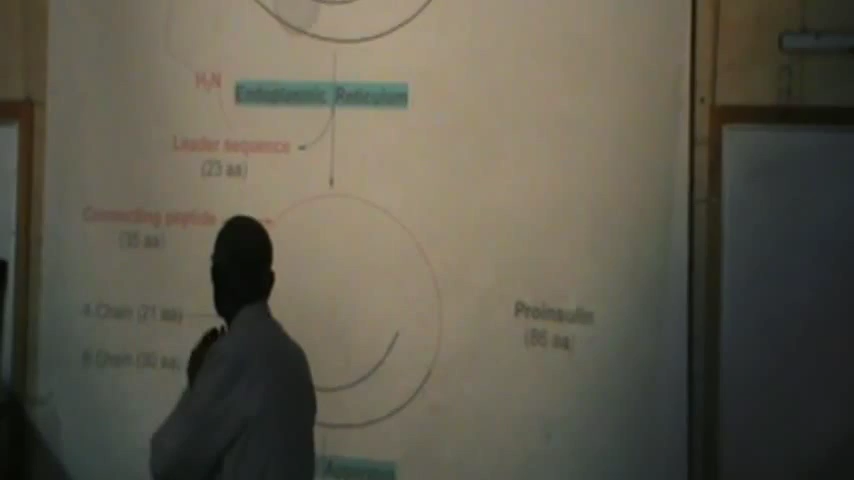 H₂N
Endoplasmic Reticulum
Leader sequence
(23 aa)
Connecting peptide
(35 aa)
A Chain (21 aa)
B Chain (30 aa)
Proinsulin
(86 aa)